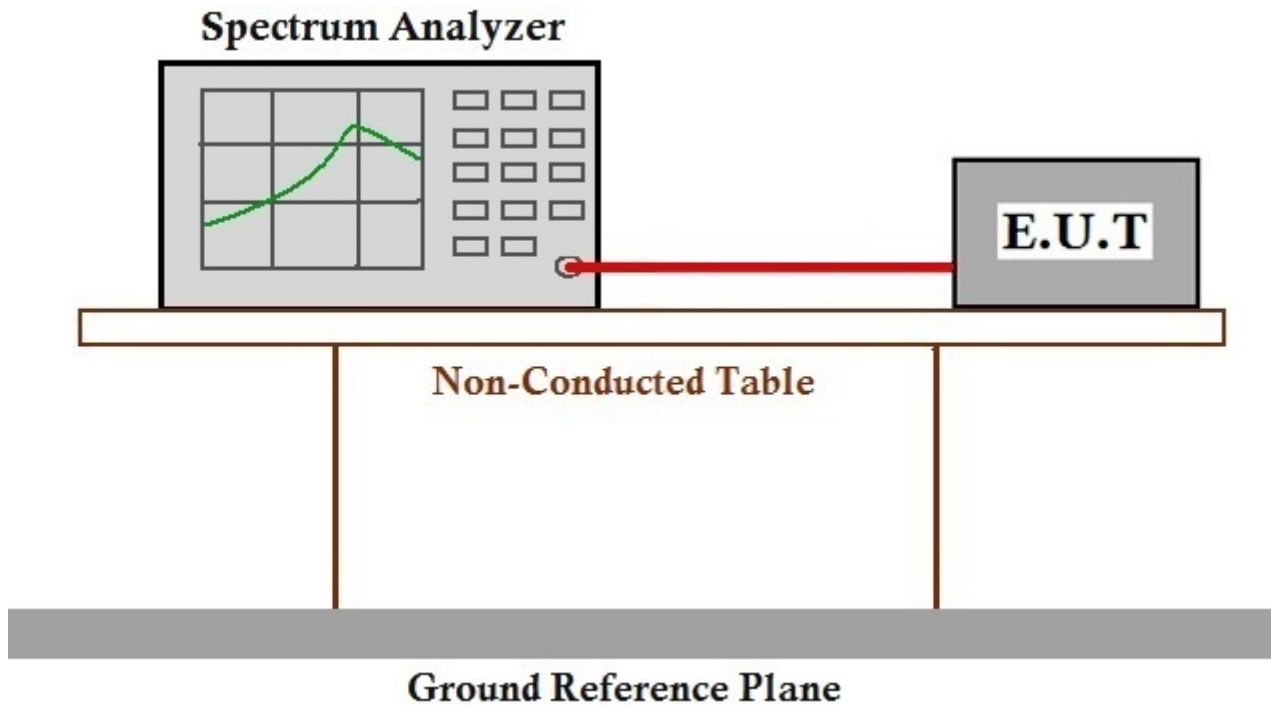 Spectrum Analyzer
E.U.T
Non-Conducted Table
Ground Reference Plane